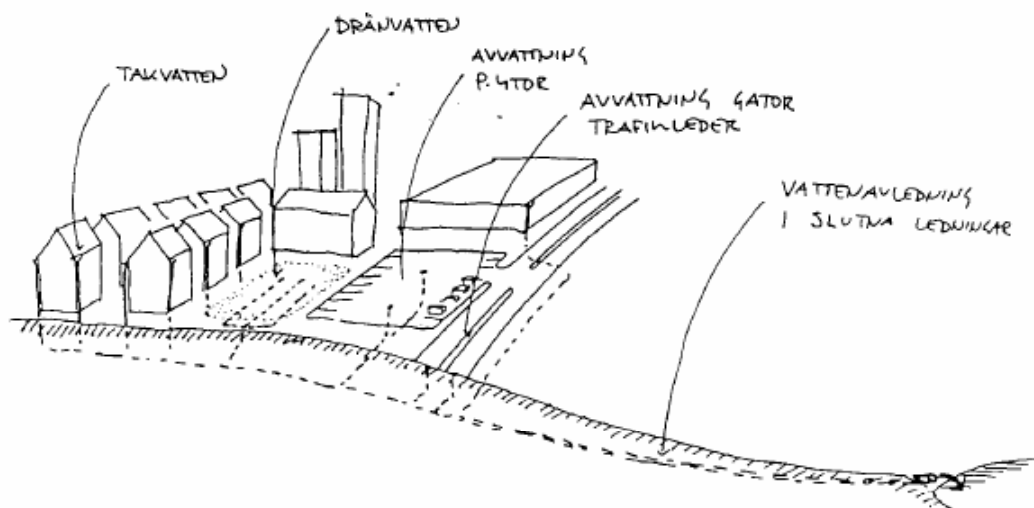 TAKVATTEN
DRÄNVATTEN
AVVATTNING
P.YTOR
AVVATTNING GATOR
TRAFIKLEDER
VATTENAVLEDNING
I SLUTNA LEDNINGAR